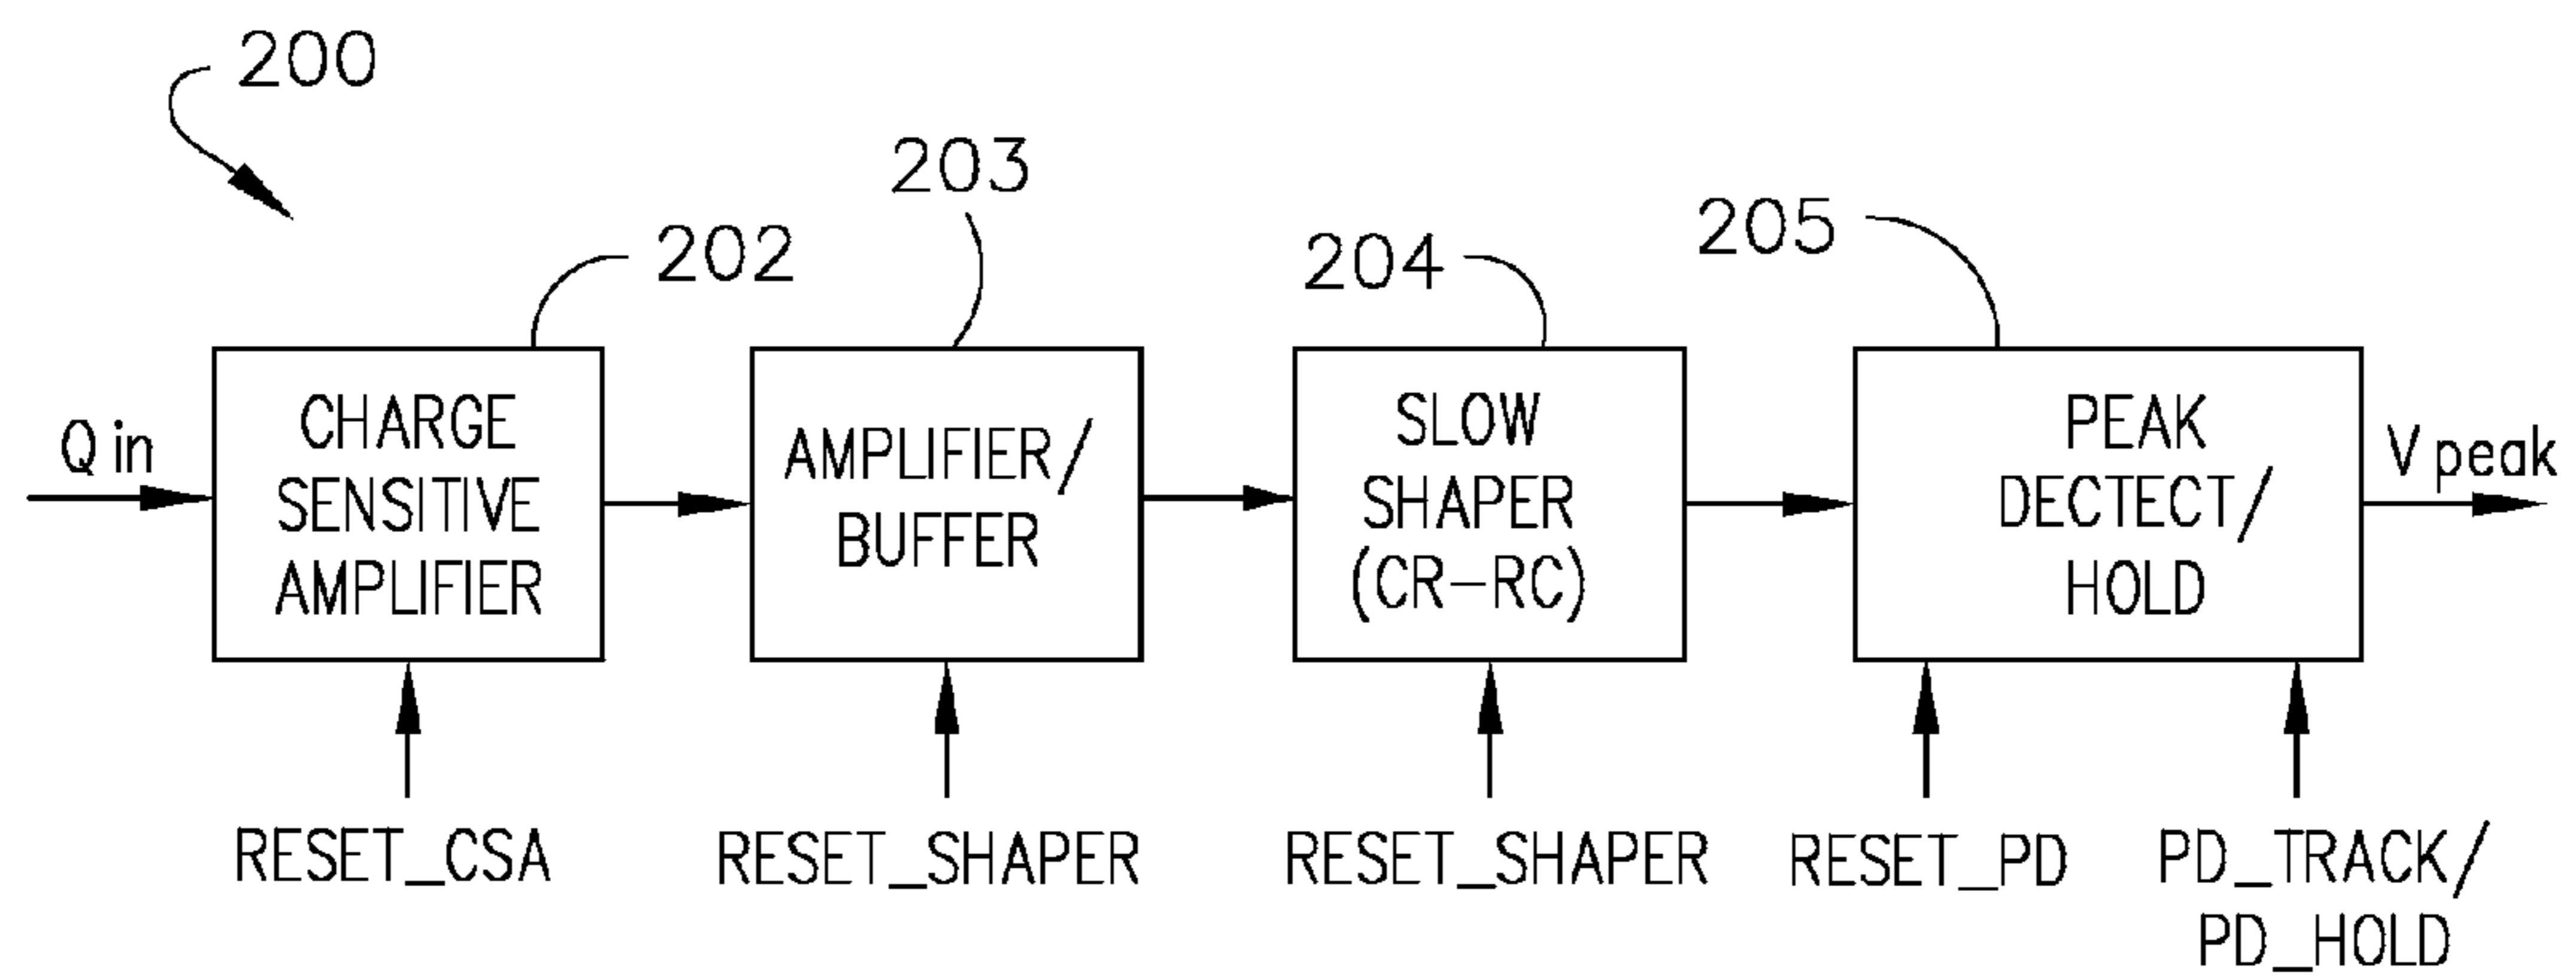 200
203
202
205
204
Q in
CHARGE
SENSITIVE
AMPLIFIER
AMPLIFIER/
BUFFER
SLOW
SHAPER
(CR-RC)
PEAK
DECTECT/
HOLD
V peak
RESET_CSA
RESET_SHAPER
RESET_SHAPER
RESET_PD
PD_TRACK/
PD_HOLD